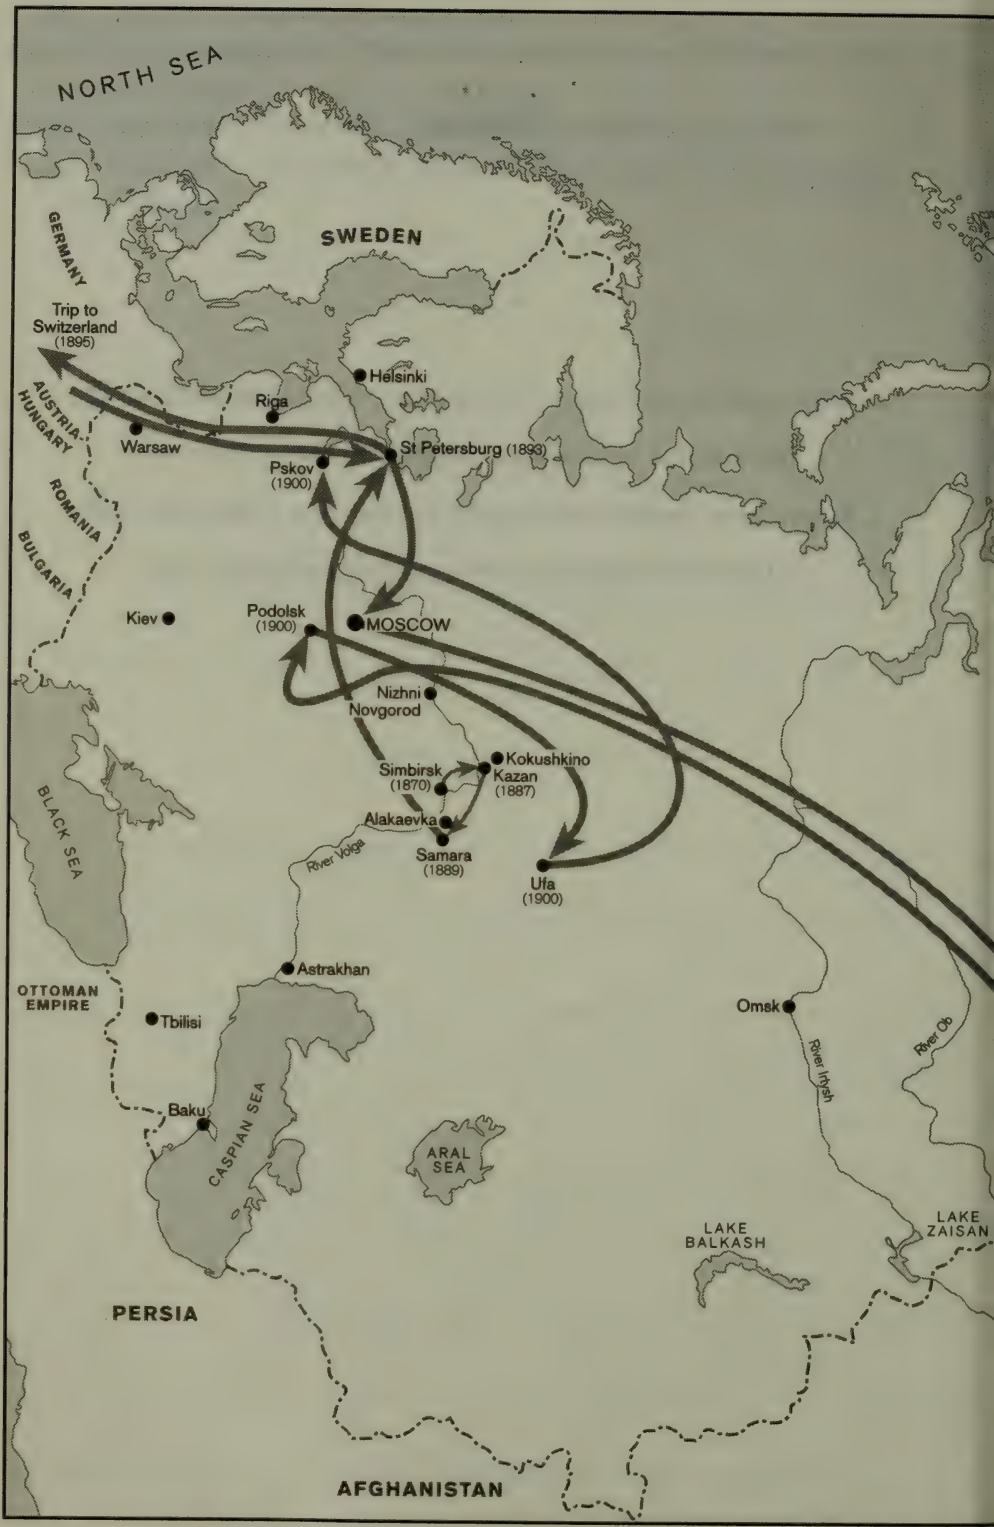 NORTH SEA
GERMANY
SWEDEN
Trip to
Switzerland
(1895)
Helsinki
Riga
AUSTRIA-
HUNGARY
Warsaw
St Petersburg (1893)
Pskov
(1900)
ROMANIA
BULGARIA
Kiev
Podolsk
(1900)
MOSCOW
Nizhni
Novgorod
Kokushkino
Simbirsk
(1870)
Kazan
(1887)
BLACK SEA
Alakaevka
Samara
(1889)
River Volga
Ufa
(1900)
Astrakhan
OTTOMAN
EMPIRE
Tbilisi
Omsk
River Ob
River Irtysh
Baku
CASPIAN SEA
ARAL
SEA
LAKE
BALKASH
LAKE
ZAISAN
PERSIA
AFGHANISTAN